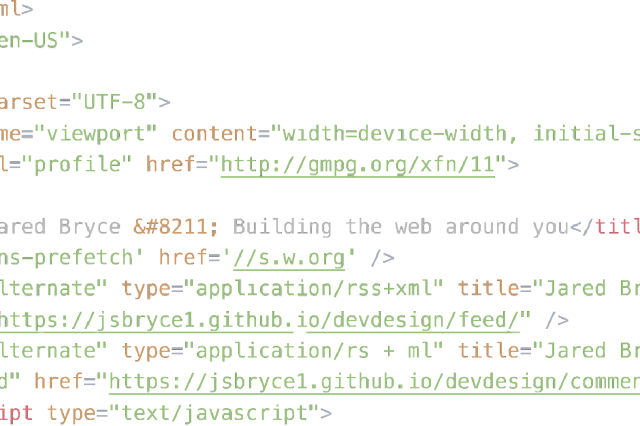 ml>
en-US">
arset="UTF-8">
me="viewport" content="width=device-width, initial-s
l="profile" href="http://gmpg.org/xfn/11">
ared Bryce &#8211; Building the web around you</titl
ns-prefetch' href='//s.w.org' />
lternate" type="application/rss+xml" title="Jared Br
https://jsbryce1.github.io/devdesign/feed/" />
lternate" type="application/rs + ml" title="Jared Br
d" href="https://jsbryce1.github.io/devdesign/commen
ript type="text/javascript">